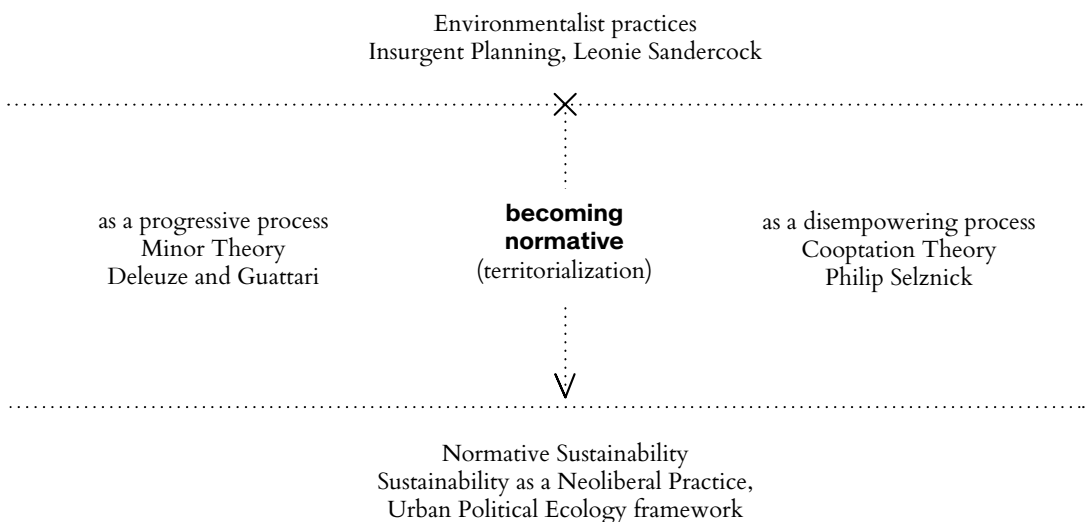 Environmentalist practices
Insurgent Planning, Leonie Sandercock
as a progressive process
Minor Theory
Deleuze and Guattari
becoming
normative
(territorialization)
as a disempowering process
Cooptation Theory
Philip Selznick
Normative Sustainability
Sustainability as a Neoliberal Practice,
Urban Political Ecology framework